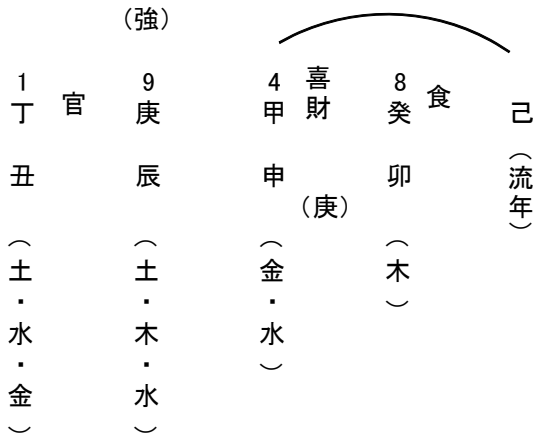 （強）
1 9 4 喜 8
丁 官 庚 甲 財 癸 食 己
丑 辰 申 卯 （流年）
（庚）
（土・水・金） （土・木・水） （金・水） （木）